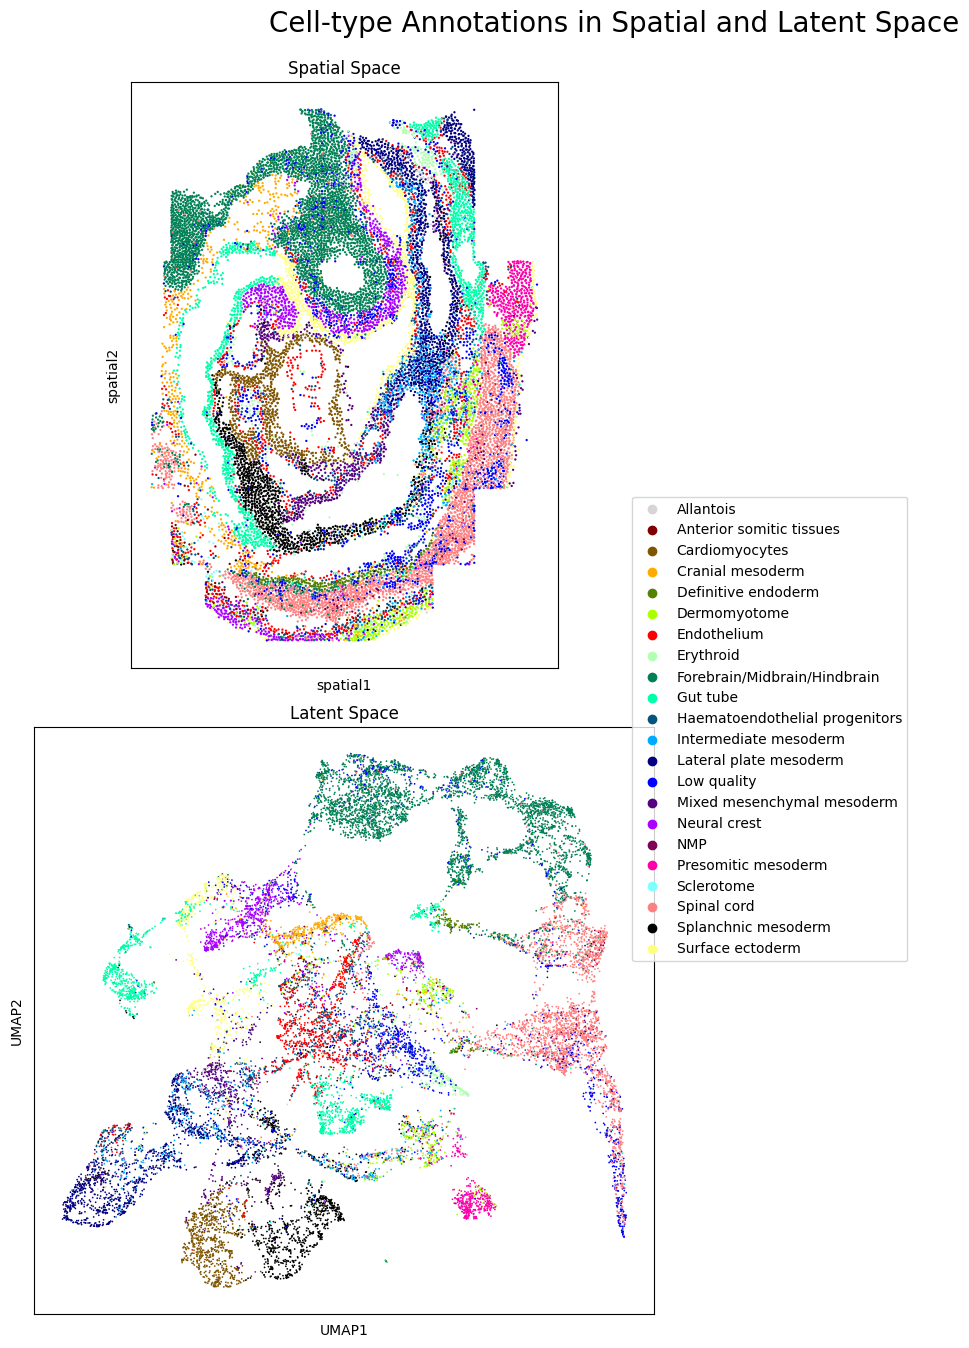 Cell-type Annotations in Spatial and Latent Space
Spatial Space
spatial2
spatial1
Latent Space
UMAP2
UMAP1
Allantois
Anterior somitic tissues
Cardiomyocytes
Cranial mesoderm
Definitive endoderm
Dermomyotome
Endothelium
Erythroid
Forebrain/Midbrain/Hindbrain
Gut tube
Haematoendothelial progenitors
Intermediate mesoderm
Lateral plate mesoderm
Low quality
Mixed mesenchymal mesoderm
Neural crest
NMP
Presomitic mesoderm
Sclerotome
Spinal cord
Splanchnic mesoderm
Surface ectoderm